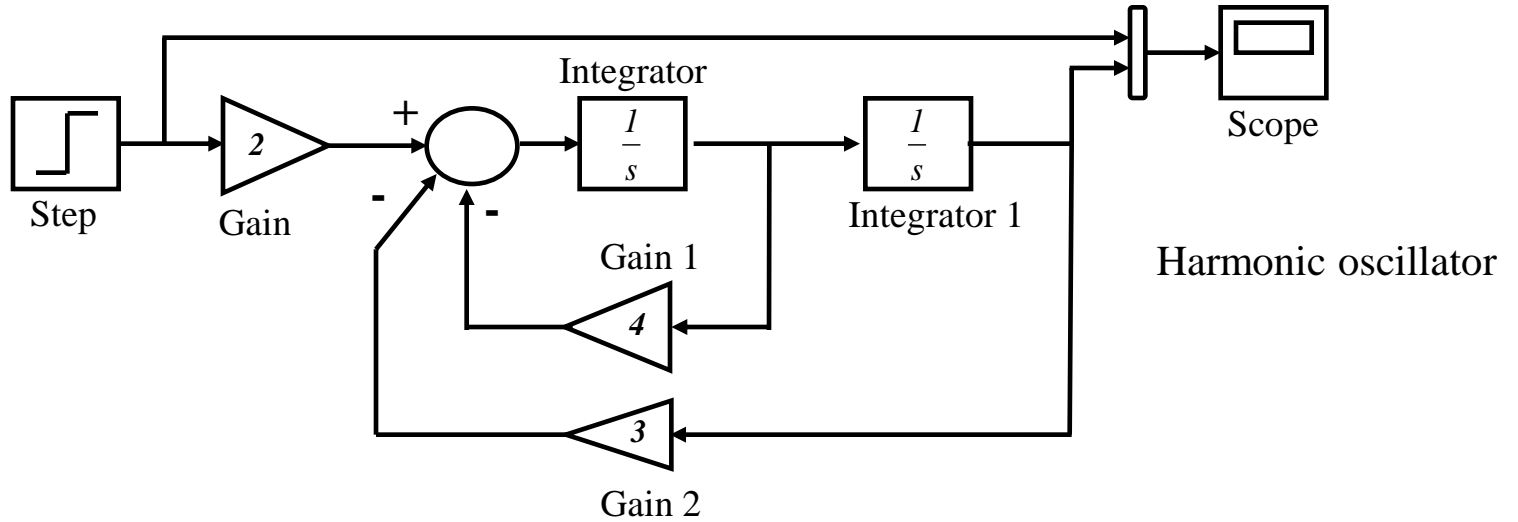 Integrator
+
2
1
s
1
s
Scope
Step
Gain
-
-
Integrator 1
Gain 1
Harmonic oscillator
4
3
Gain 2